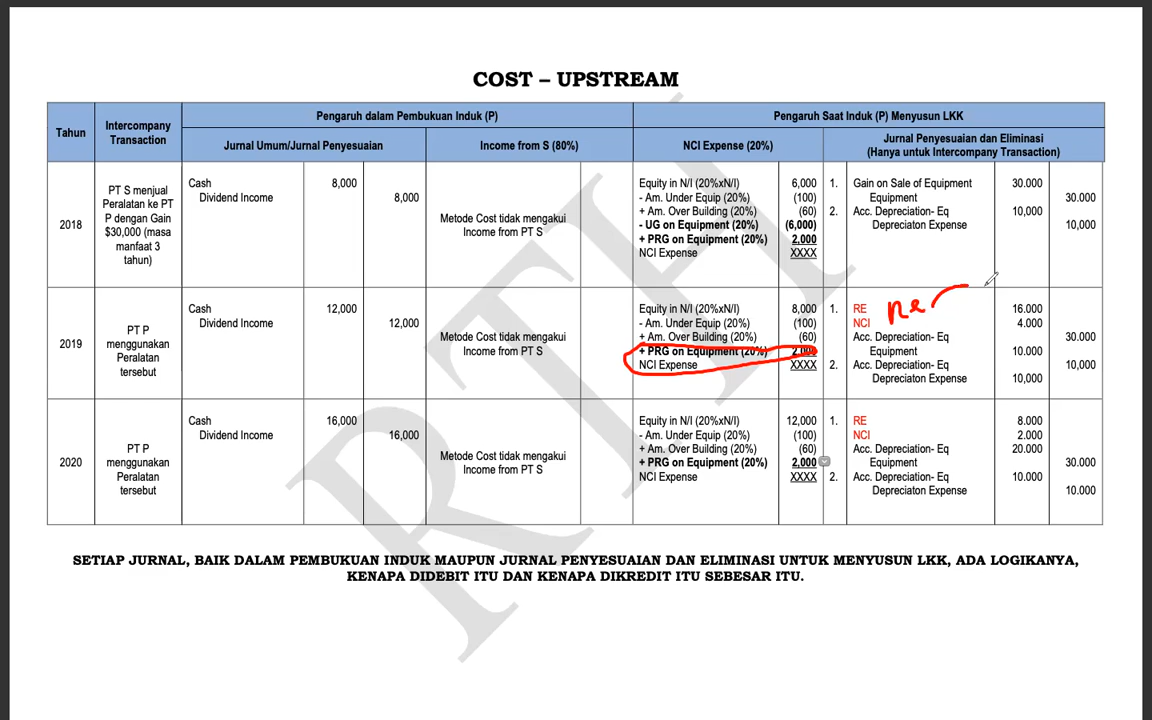 COST – UPSTREAM
Tahun
Intercompany
Transaction
Pengaruh dalam Pembukuan Induk (P)
Pengaruh Saat Induk (P) Menyusun LKK
Jurnal Umum/Jurnal Penyesuaian
Income from S (80%)
NCI Expense (20%)
Jurnal Penyesuaian dan Eliminasi
(Hanya untuk Intercompany Transaction)
2018
PT S menjual
Peralatan ke PT
P dengan Gain
$30,000 (masa
manfaat 3
tahun)
Cash 8,000
Dividend Income 8,000
Metode Cost tidak mengakui
Income from PT S
Equity in N/I (20%xN/I) 6,000
- Am. Under Equip (20%) (100)
+ Am. Over Building (20%) (60)
- UG on Equipment (20%) (6,000)
+ PRG on Equipment (20%) 2,000
NCI Expense XXXX
1. Gain on Sale of Equipment 30.000
30.000
2. Acc. Depreciation- Eq 10,000
Depreciation Expense 10,000
2019
PT P
menggunakan
Peralatan
tersebut
Cash 12,000
Dividend Income 12,000
Metode Cost tidak mengakui
Income from PT S
Equity in N/I (20%xN/I) 8,000
- Am. Under Equip (20%) (100)
+ Am. Over Building (20%) (60)
+ PRG on Equipment (20%) 2,000
NCI Expense XXXX
1. RE 16.000
NCI 4.000
Acc. Depreciation- Eq 30.000
Equipment 10.000
2. Acc. Depreciation- Eq 10,000
Depreciaton Expense 10,000
ne
2020
PT P
menggunakan
Peralatan
tersebut
Cash 16,000
Dividend Income 16,000
Metode Cost tidak mengakui
Income from PT S
Equity in N/I (20%xN/I) 12,000
- Am. Under Equip (20%) (100)
+ Am. Over Building (20%) (60)
+ PRG on Equipment (20%) 2,000
NCI Expense XXXX
1. RE 8.000
NCI 2.000
Acc. Depreciation- Eq 20.000
Equipment 30.000
2. Acc. Depreciation- Eq 10.000
Depreciaton Expense 10.000
SETIAP JURNAL, BAIK DALAM PEMBUKUAN INDUK MAUPUN JURNAL PENYESUAIAN DAN ELIMINASI UNTUK MENYUSUN LKK, ADA LOGIKANYA,
KENAPA DIDEBIT ITU DAN KENAPA DIKREDIT ITU SEBESAR ITU.
RTH